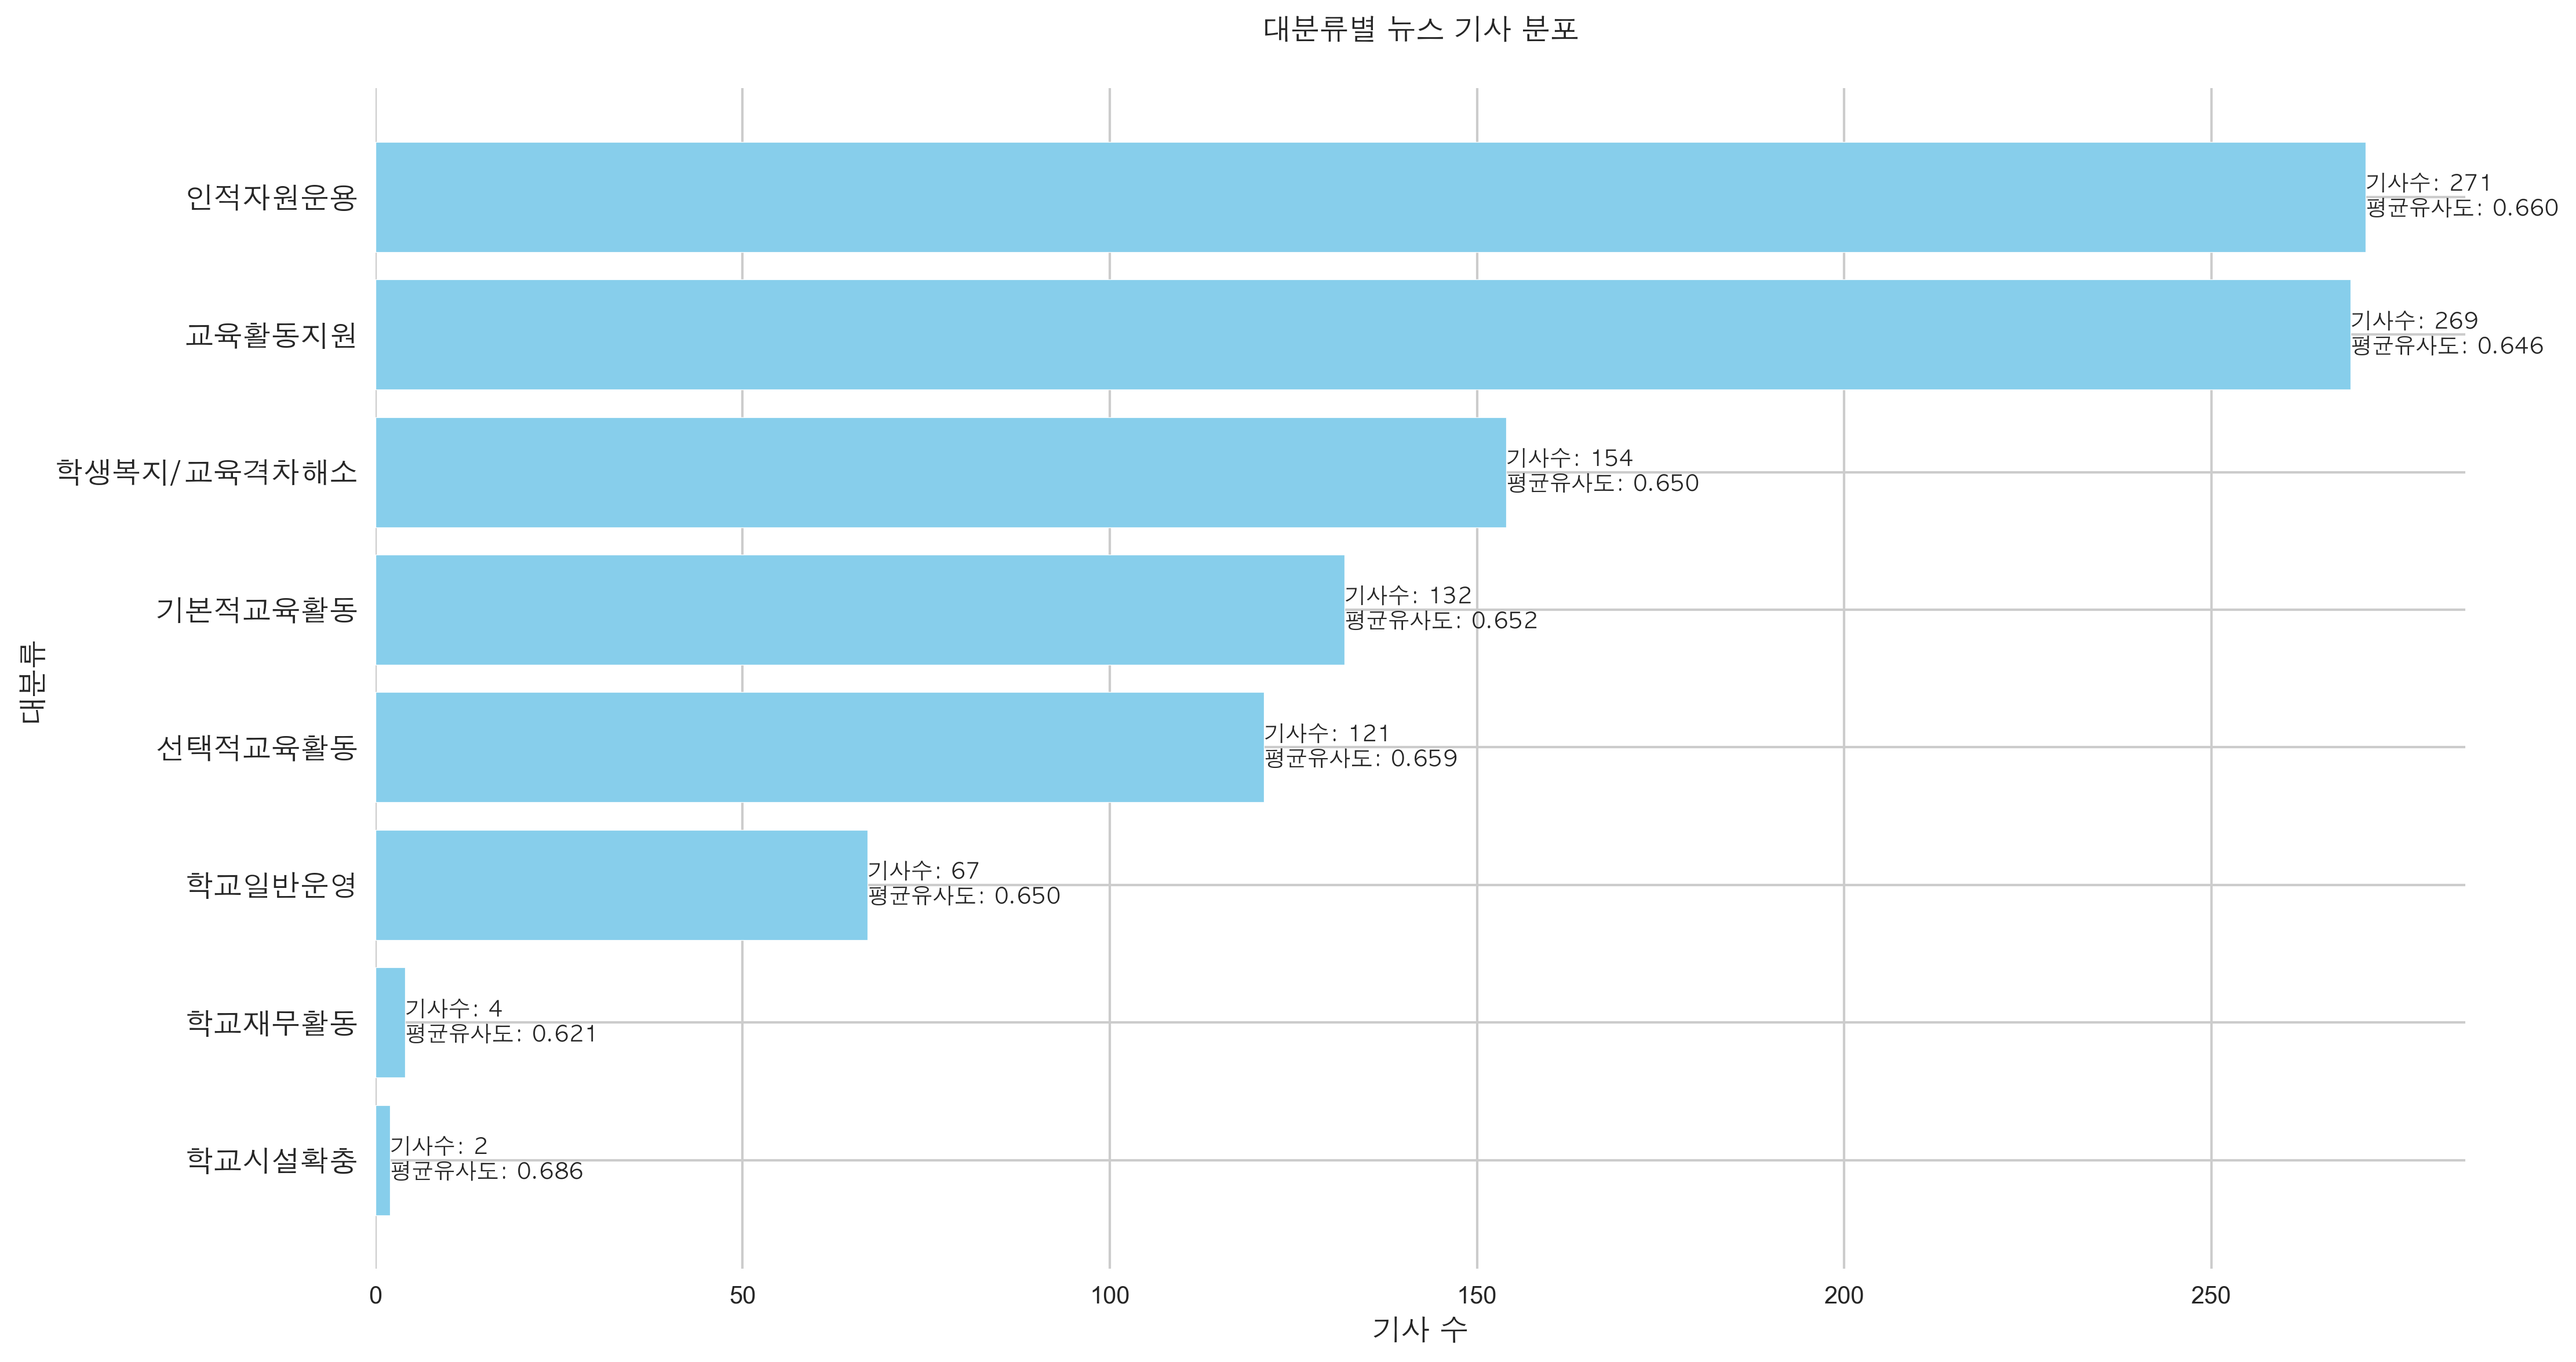 대분류별 뉴스 기사 분포
대분류
인적자원운용
기사수: 271
평균유사도: 0.660
교육활동지원
기사수: 269
평균유사도: 0.646
학생복지/교육격차해소
기사수: 154
평균유사도: 0.650
기본적교육활동
기사수: 132
평균유사도: 0.652
선택적교육활동
기사수: 121
평균유사도: 0.659
학교일반운영
기사수: 67
평균유사도: 0.650
학교재무활동
기사수: 4
평균유사도: 0.621
학교시설확충
기사수: 2
평균유사도: 0.686
0 50 100 150 200 250
기사 수